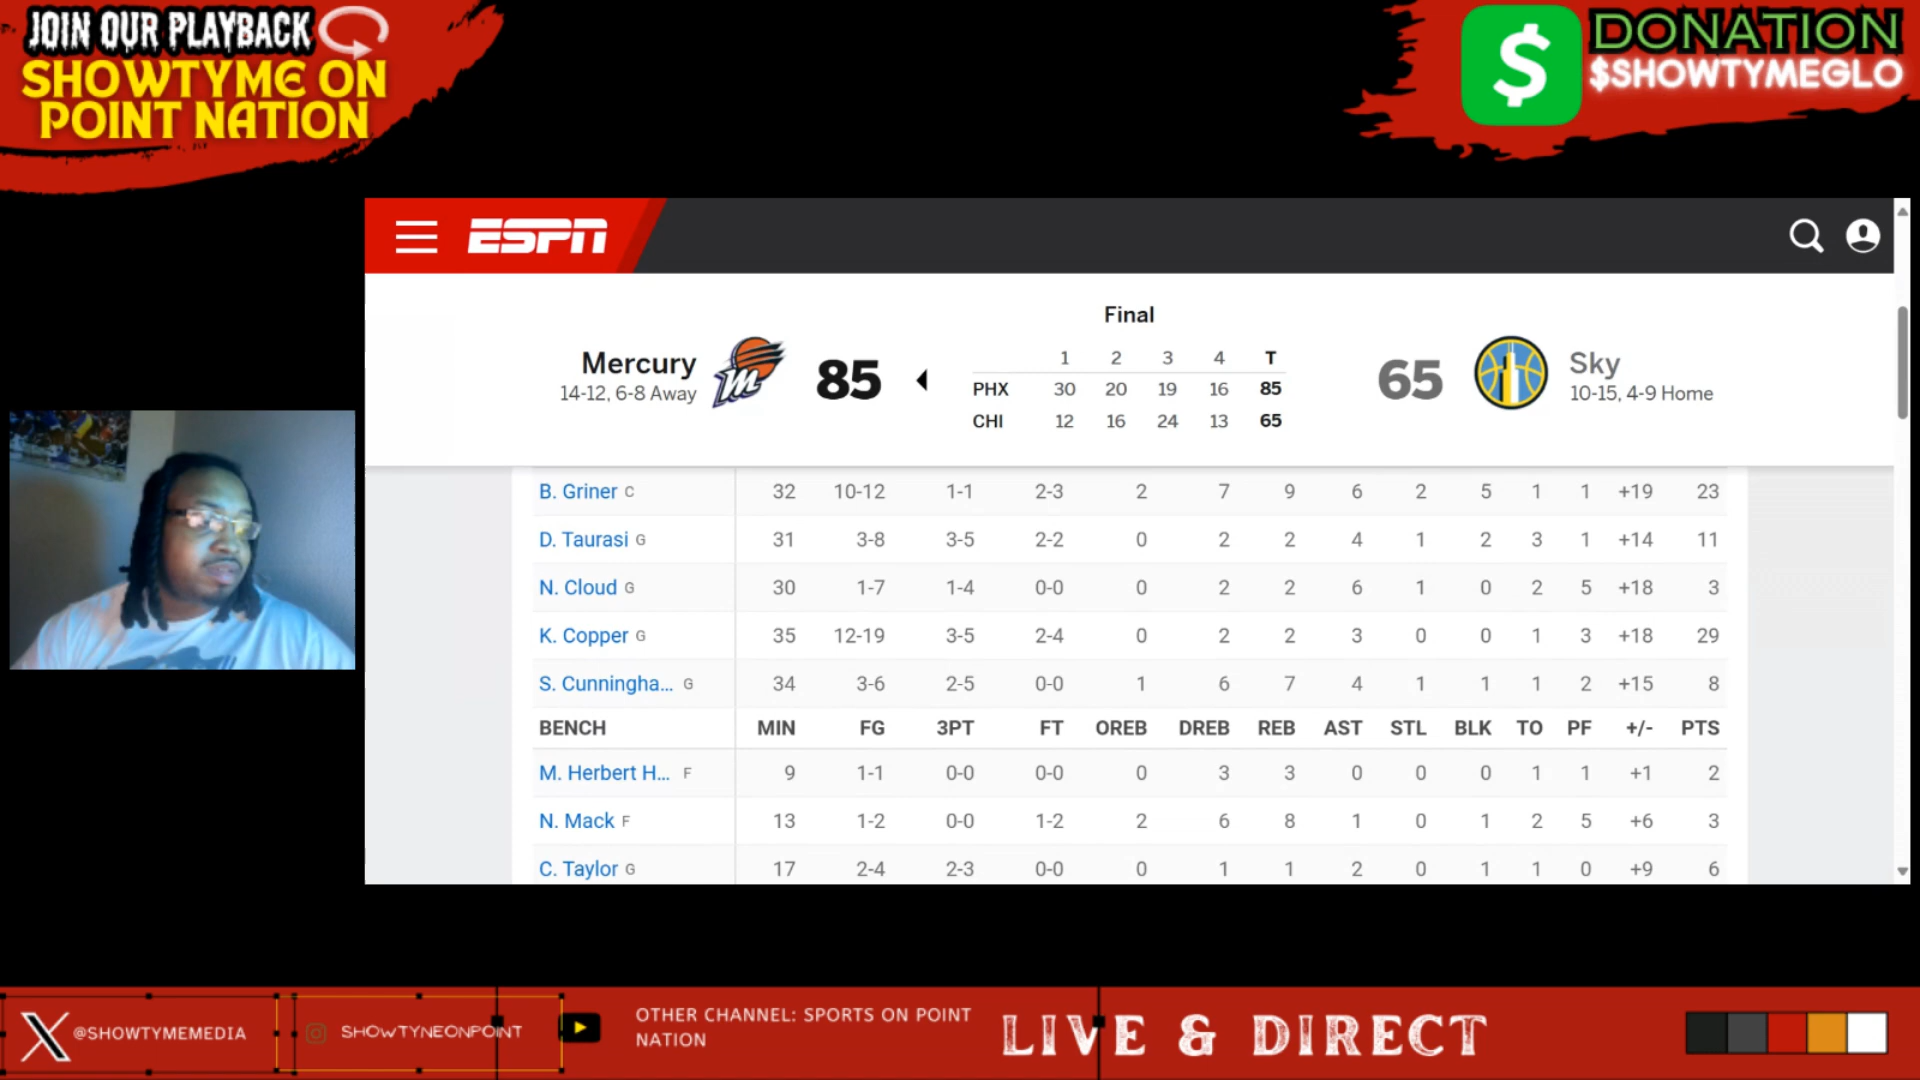 JOIN OUR PLAYBACK
SHOWTYME ON
POINT NATION
DONATION
$SHOWTYMEGLO
ESPN
Final
Mercury
14-12, 6-8 Away
85
1 2 3 4 T
PHX 30 20 19 16 85
CHI 12 16 24 13 65
65
Sky
10-15, 4-9 Home
B. Griner C 32 10-12 1-1 2-3 2 7 9 6 2 5 1 1 +19 23
D. Taurasi G 31 3-8 3-5 2-2 0 2 2 4 1 2 3 1 +14 11
N. Cloud G 30 1-7 1-4 0-0 0 2 2 6 1 0 2 5 +18 3
K. Copper G 35 12-19 3-5 2-4 0 2 2 3 0 0 1 3 +18 29
S. Cunningha... G 34 3-6 2-5 0-0 1 6 7 4 1 1 1 2 +15 8
BENCH MIN FG 3PT FT OREB DREB REB AST STL BLK TO PF +/- PTS
M. Herbert H... F 9 1-1 0-0 0-0 0 3 3 0 0 0 1 1 +1 2
N. Mack F 13 1-2 0-0 1-2 2 6 8 1 0 1 2 5 +6 3
C. Taylor G 17 2-4 2-3 0-0 0 1 1 2 0 1 1 0 +9 6
@SHOWTYMEMEDIA
SHOWTYNEONPOINT
OTHER CHANNEL: SPORTS ON POINT
NATION
LIVE & DIRECT